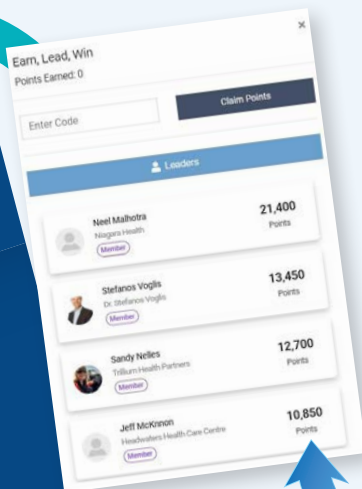 ×
Earn, Lead, Win
Points Earned: 0
Enter Code
Claim Points
Leaders
Neel Malhotra
Niagara Health
Member
21,400
Points
Stefanos Voglis
Dr. Stefanos Voglis
Member
13,450
Points
Sandy Nelles
Trillium Health Partners
Member
12,700
Points
Jeff McKnnon
Headwaters Health Care Centre
Member
10,850
Points